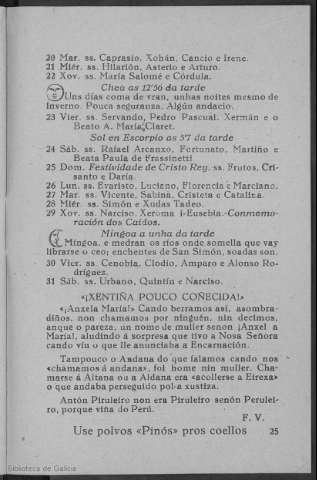 20 Mar. ss. Caprasio, Xohán, Cancio e Irene.
21 Miér. ss. Hilarión, Asterio e Arturo.
22 Xov. ss. María Salomé e Córdula.
Chea as 12'56 da tarde
Uns días coma de vran, unhas noites mesmo de
Inverno. Pouca seguranza. Algún andacio.
23 Vier. ss. Servando, Pedro Pascual. Xermán e o
Beato A. María Claret.
Sol en Escorpio as 5'7 da tarde
24 Sáb. ss. Rafael Arcanxo, Fortunato, Martiño e
Beata Paula de Frassinetti
25 Dom. Festividade de Cristo Rey, ss. Frutos, Cri-
santo e Daría.
26 Lun. ss. Evaristo, Luciano, Florencia e Marciano.
27 Mar. ss. Vicente, Sabina, Cristeta e Catalina.
28 Miér. ss. Simón e Xudas Tadeo.
29 Xov. ss. Narciso, Xeroma i-Eusebia.-Conmemo-
ración dos Caídos.
Mingoa a unha da tarde
Mingoa, e medran os ríos onde somella que vay
librarse o ceo; enchentes de San Simón, soadas son.
30 Vier. ss. Cenobia, Clodio, Amparo e Alonso Ro-
dríguez.
31 Sáb. ss. Urbano, Quintín e Narciso.
«¡XENTIÑA POUCO COÑECIDA!»
«¡Anxela María!» Cando berramos así, asombra-
diños, non chamamos por ninguén, nin decimos,
anque o pareza, un nome de muller senon ¡Anxel a
María!, aludindo á sorpresa que tivo a Nosa Señora
cando viu o que lle anunciaba a Encarnación.
Tampouco o Asdana do que falamos cando nos
«chamamos á andana», foi home nin muller. Cha-
marse á Aitana ou a Aldana era «acollerse a Eirexa»
o que andaba perseguido pol-a xustiza.
Antón Piruleiro non era Piruleiro senón Perulei-
ro, porque viña do Perú.
F. V.
Use polvos «Pinós» pros coellos 25
Biblioteca de Galicia